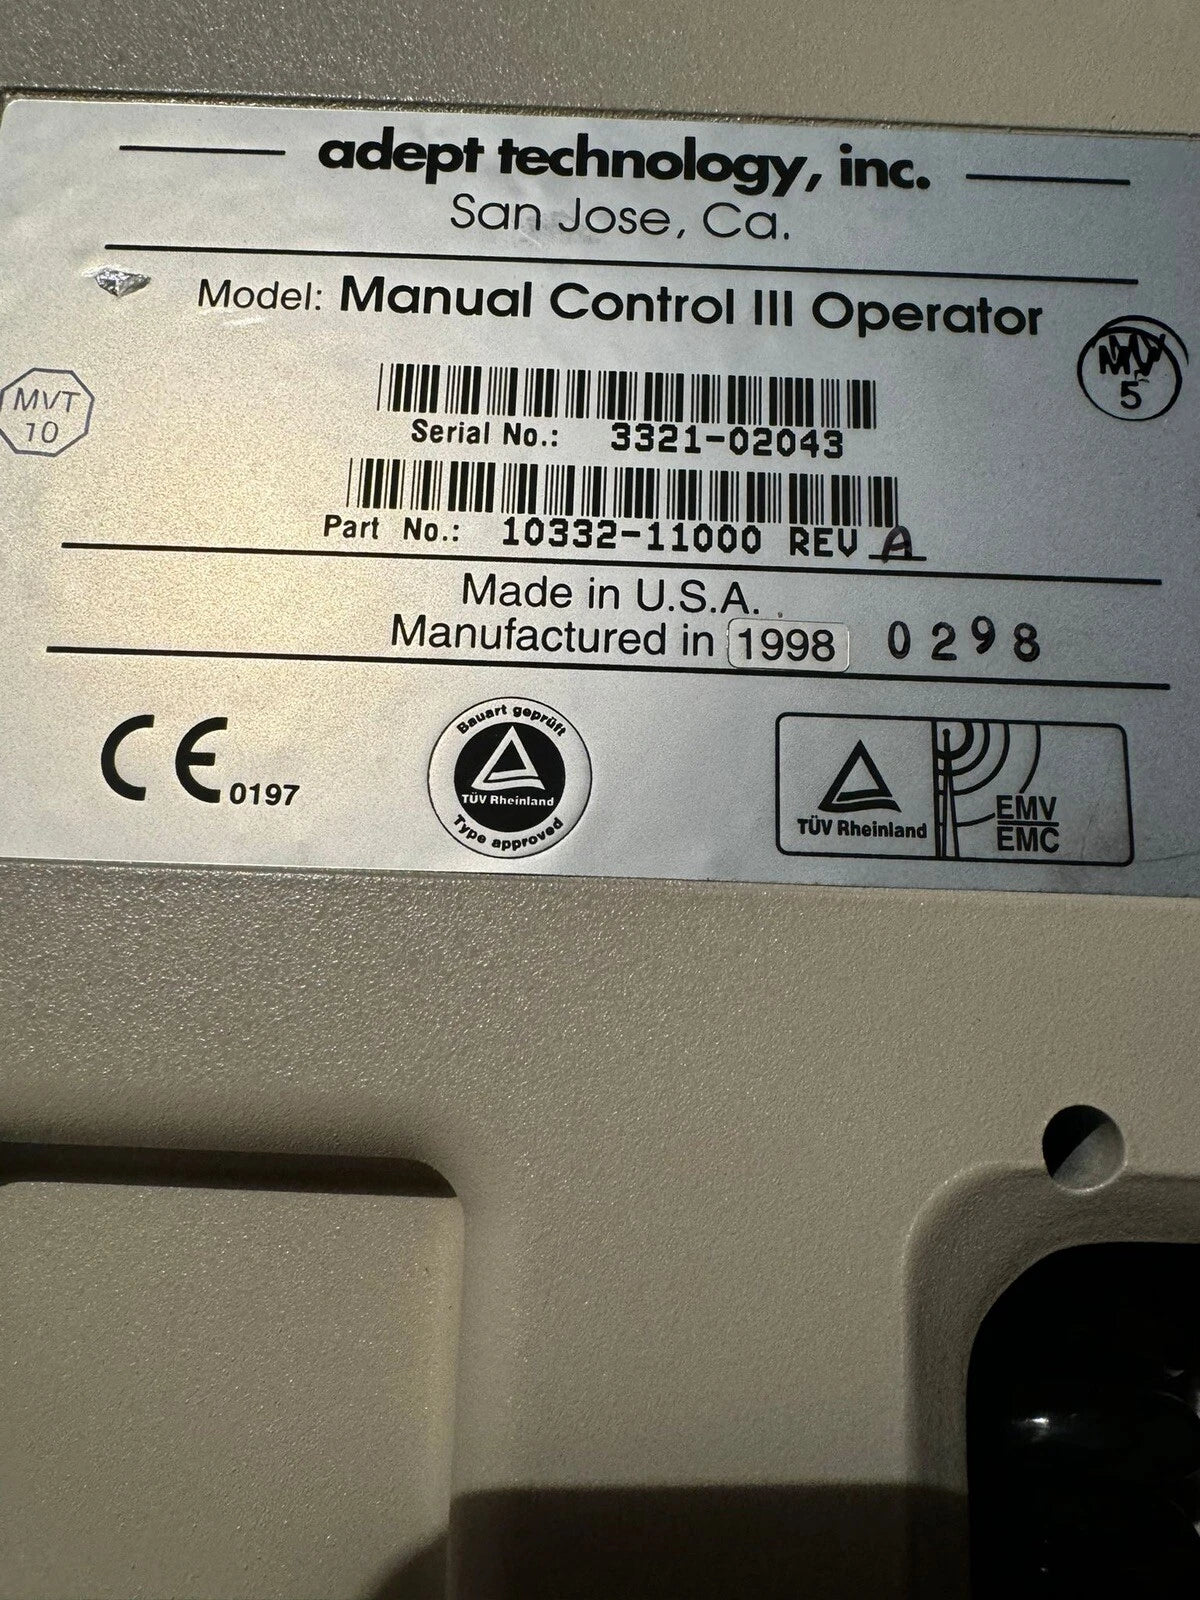 adept technology, inc.
San Jose, Ca.
Model: Manual Control III Operator
MVT
10
5
Serial No.: 3321-02043
Part No.: 10332-11000 REV A
Made in U.S.A.
Manufactured in 1998 0298
CE 0197
Bauart geprüft
TÜV Rheinland
Type approved
TÜV Rheinland
EMV
EMC